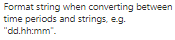 Format string when converting between
time periods and strings, e.g.
"dd.hh:mm".